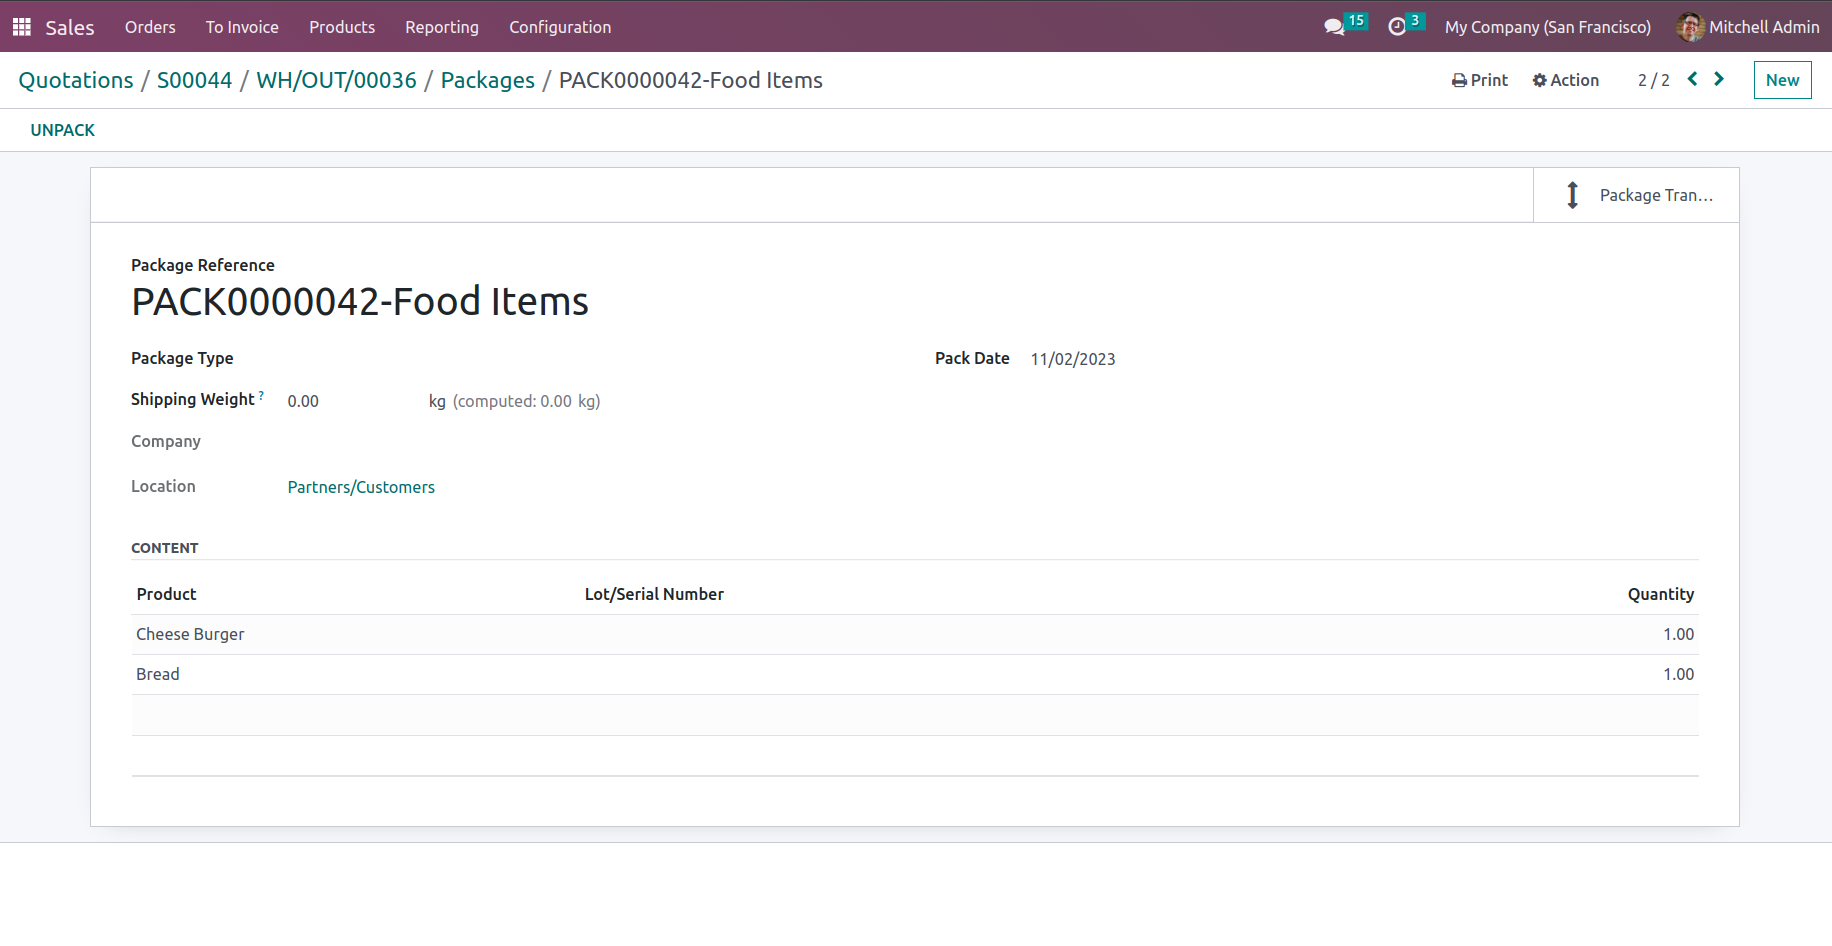 Sales Orders To Invoice Products Reporting Configuration 15 3 My Company (San Francisco) Mitchell Admin
Quotations / S00044 / WH/OUT/00036 / Packages / PACK0000042-Food Items Print Action 2 / 2 New
UNPACK
Package Tran...
Package Reference
PACK0000042-Food Items
Package Type Pack Date 11/02/2023
Shipping Weight ? 0.00 kg (computed: 0.00 kg)
Company
Location Partners/Customers
CONTENT
Product Lot/Serial Number Quantity
Cheese Burger 1.00
Bread 1.00